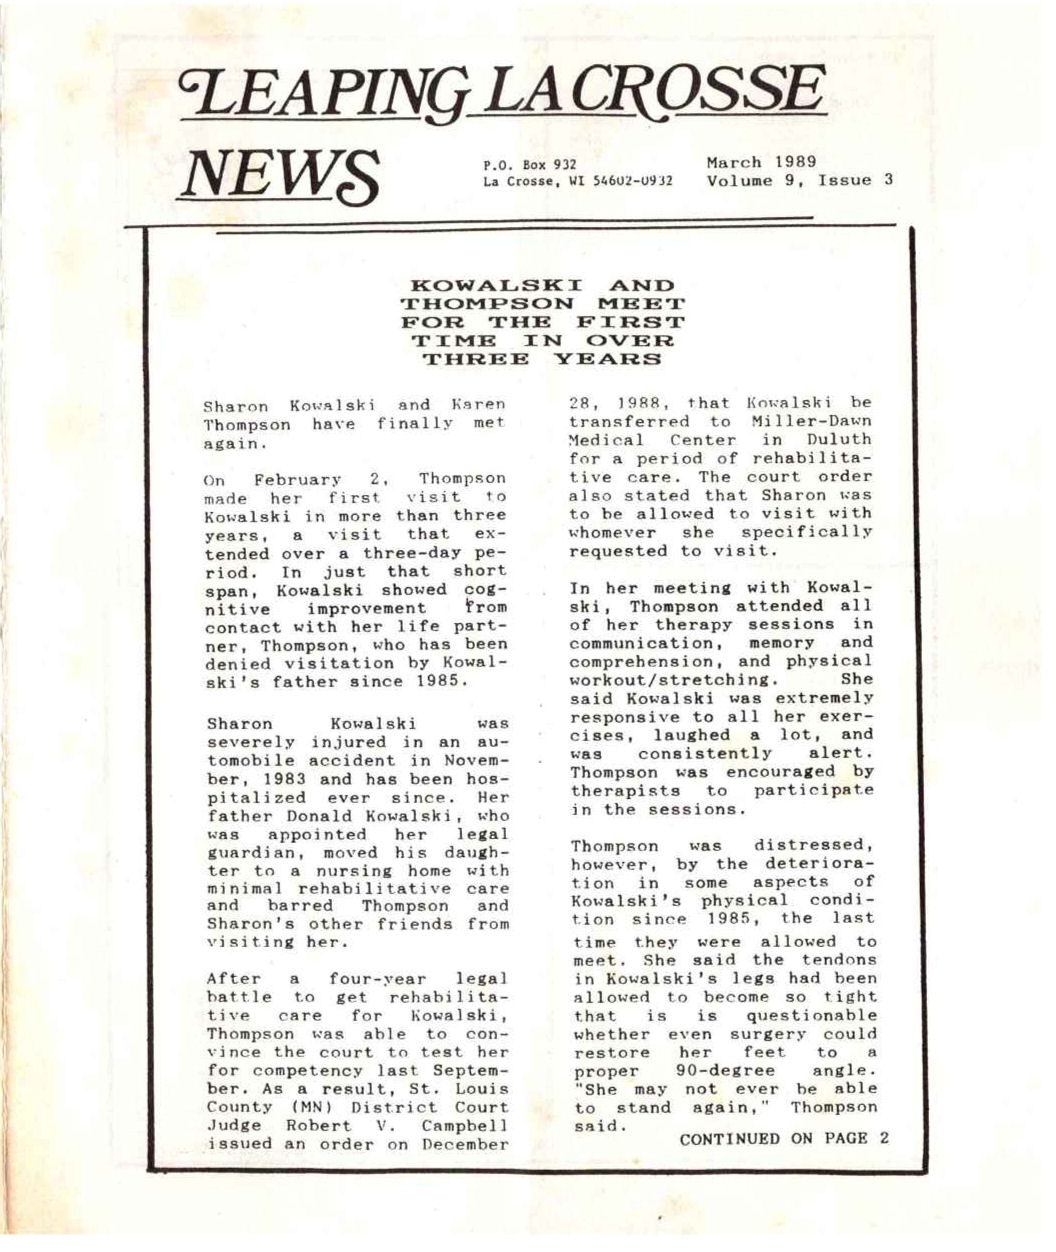 LEAPING LA CROSSE
NEWS
P.O. Box 932
La Crosse, WI 54602-0932
March 1989
Volume 9, Issue 3
KOWALSKI AND
THOMPSON MEET
FOR THE FIRST
TIME IN OVER
THREE YEARS
Sharon Kowalski and Karen
Thompson have finally met
again.
On February 2, Thompson
made her first visit to
Kowalski in more than three
years, a visit that ex-
tended over a three-day pe-
riod. In just that short
span, Kowalski showed cog-
nitive improvement from
contact with her life part-
ner, Thompson, who has been
denied visitation by Kowal-
ski's father since 1985.
Sharon Kowalski was
severely injured in an au-
tomobile accident in Novem-
ber, 1983 and has been hos-
pitalized ever since. Her
father Donald Kowalski, who
was appointed her legal
guardian, moved his daugh-
ter to a nursing home with
minimal rehabilitative care
and barred Thompson and
Sharon's other friends from
visiting her.
After a four-year legal
battle to get rehabilita-
tive care for Kowalski,
Thompson was able to con-
vince the court to test her
for competency last Septem-
ber. As a result, St. Louis
County (MN) District Court
Judge Robert V. Campbell
issued an order on December
28, 1988, that Kowalski be
transferred to Miller-Dawn
Medical Center in Duluth
for a period of rehabilita-
tive care. The court order
also stated that Sharon was
to be allowed to visit with
whomever she specifically
requested to visit.
In her meeting with Kowal-
ski, Thompson attended all
of her therapy sessions in
communication, memory and
comprehension, and physical
workout/stretching. She
said Kowalski was extremely
responsive to all her exer-
cises, laughed a lot, and
was consistently alert.
Thompson was encouraged by
therapists to participate
in the sessions.
Thompson was distressed,
however, by the deteriora-
tion in some aspects of
Kowalski's physical condi-
tion since 1985, the last
time they were allowed to
meet. She said the tendons
in Kowalski's legs had been
allowed to become so tight
that is is questionable
whether even surgery could
restore her feet to a
proper 90-degree angle.
"She may not ever be able
to stand again," Thompson
said.
CONTINUED ON PAGE 2